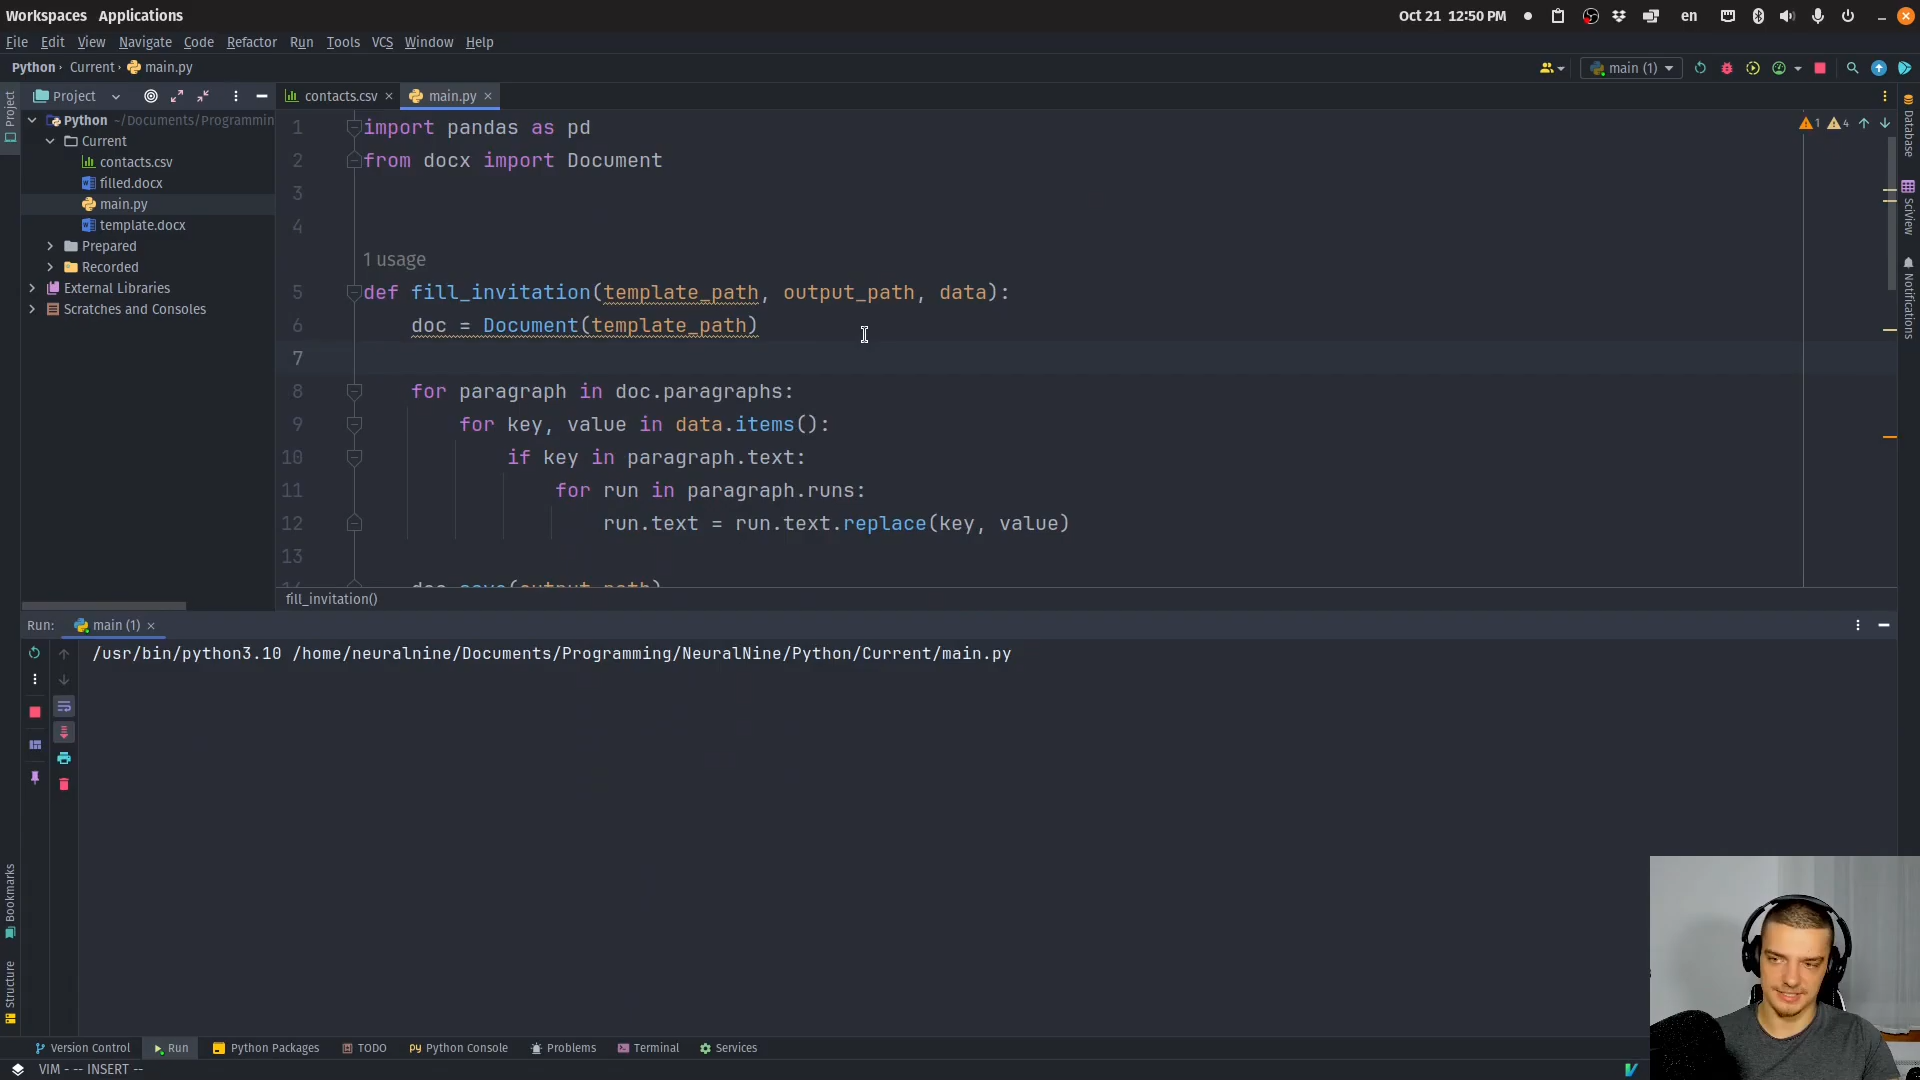 Workspaces Applications
Oct 21 12:50 PM
en
File Edit View Navigate Code Refactor Run Tools VCS Window Help
Python Current main.py
main (1)
Project
contacts.csv
main.py
Python ~/Documents/Programmin
Current
contacts.csv
filled.docx
main.py
template.docx
Prepared
Recorded
External Libraries
Scratches and Consoles
1 import pandas as pd
2 from docx import Document
3
4
1 usage
5 def fill_invitation(template_path, output_path, data):
6 doc = Document(template_path)
7
8 for paragraph in doc.paragraphs:
9 for key, value in data.items():
10 if key in paragraph.text:
11 for run in paragraph.runs:
12 run.text = run.text.replace(key, value)
13
14 doc.save(output_path)
1 4
fill_invitation()
Project
Bookmarks
Structure
Database
SciView
Notifications
Run: main (1)
/usr/bin/python3.10 /home/neuralnine/Documents/Programming/NeuralNine/Python/Current/main.py
Version Control Run Python Packages TODO Python Console Problems Terminal Services
VIM - -- INSERT --